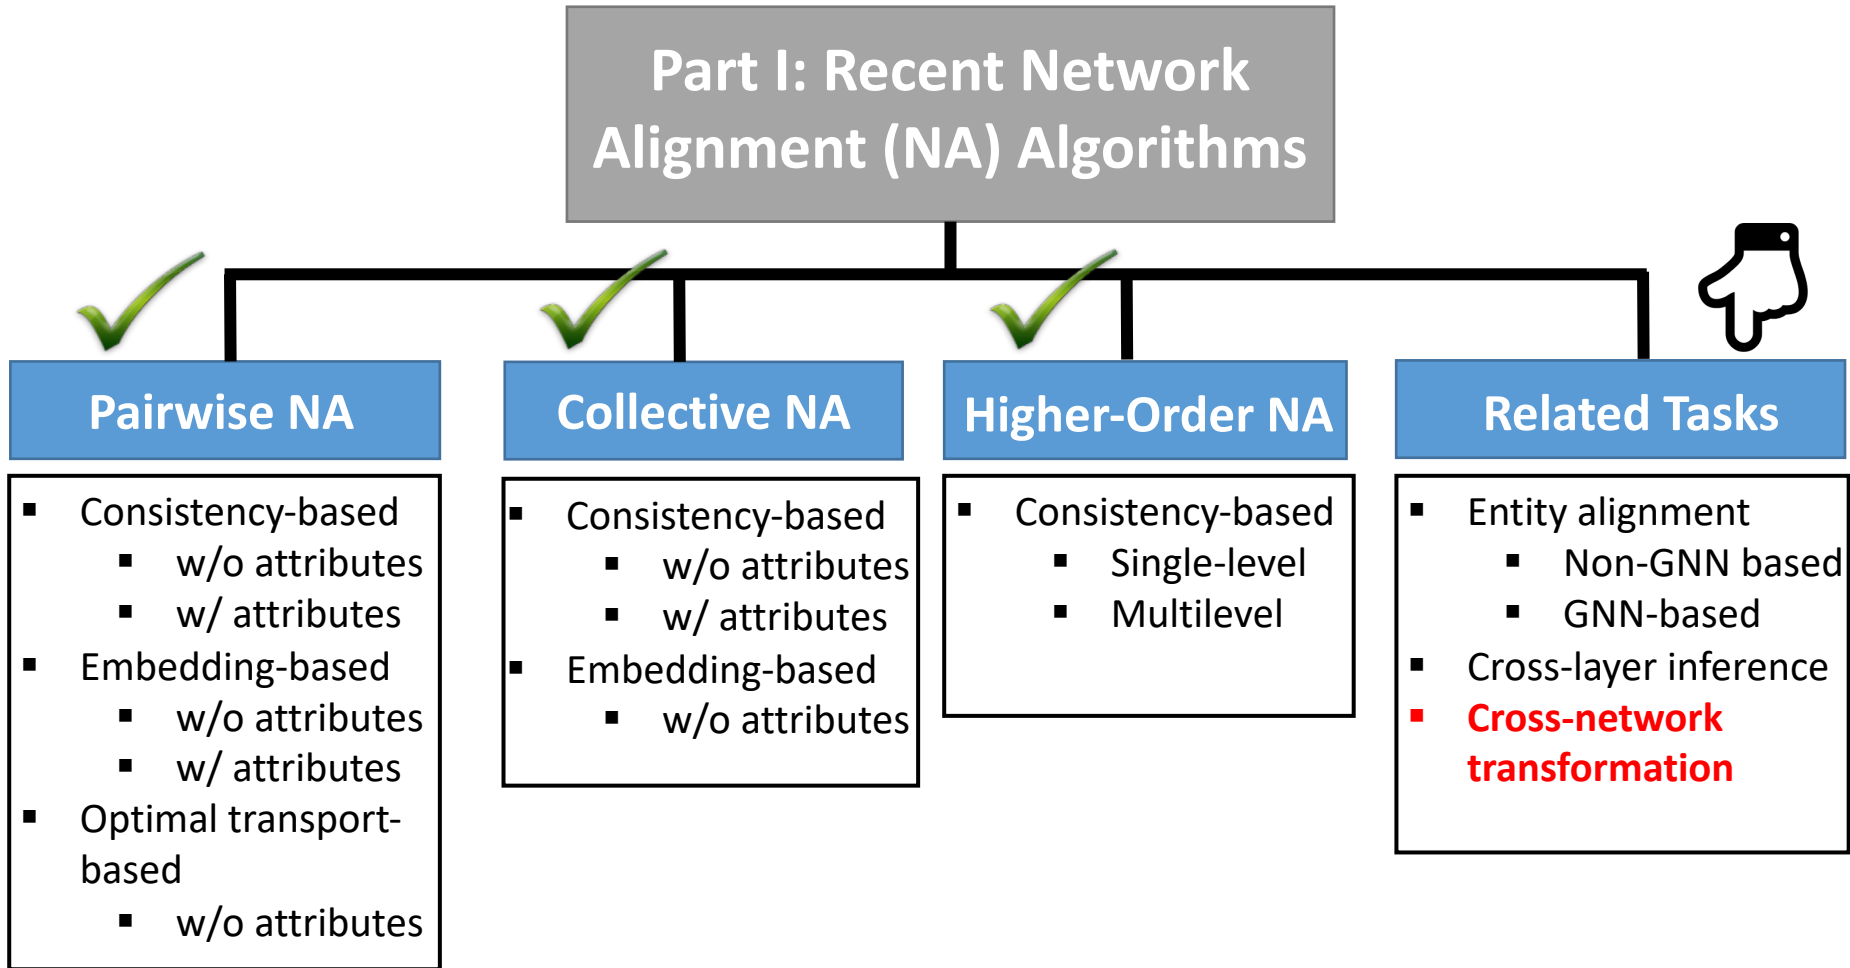 Part I: Recent Network
Alignment (NA) Algorithms
Pairwise NA
▪ Consistency-based
▪ w/o attributes
▪ w/ attributes
▪ Embedding-based
▪ w/o attributes
▪ w/ attributes
▪ Optimal transport-
based
▪ w/o attributes
Collective NA
▪ Consistency-based
▪ w/o attributes
▪ w/ attributes
▪ Embedding-based
▪ w/o attributes
Higher-Order NA
▪ Consistency-based
▪ Single-level
▪ Multilevel
Related Tasks
▪ Entity alignment
▪ Non-GNN based
▪ GNN-based
▪ Cross-layer inference
▪ Cross-network
transformation